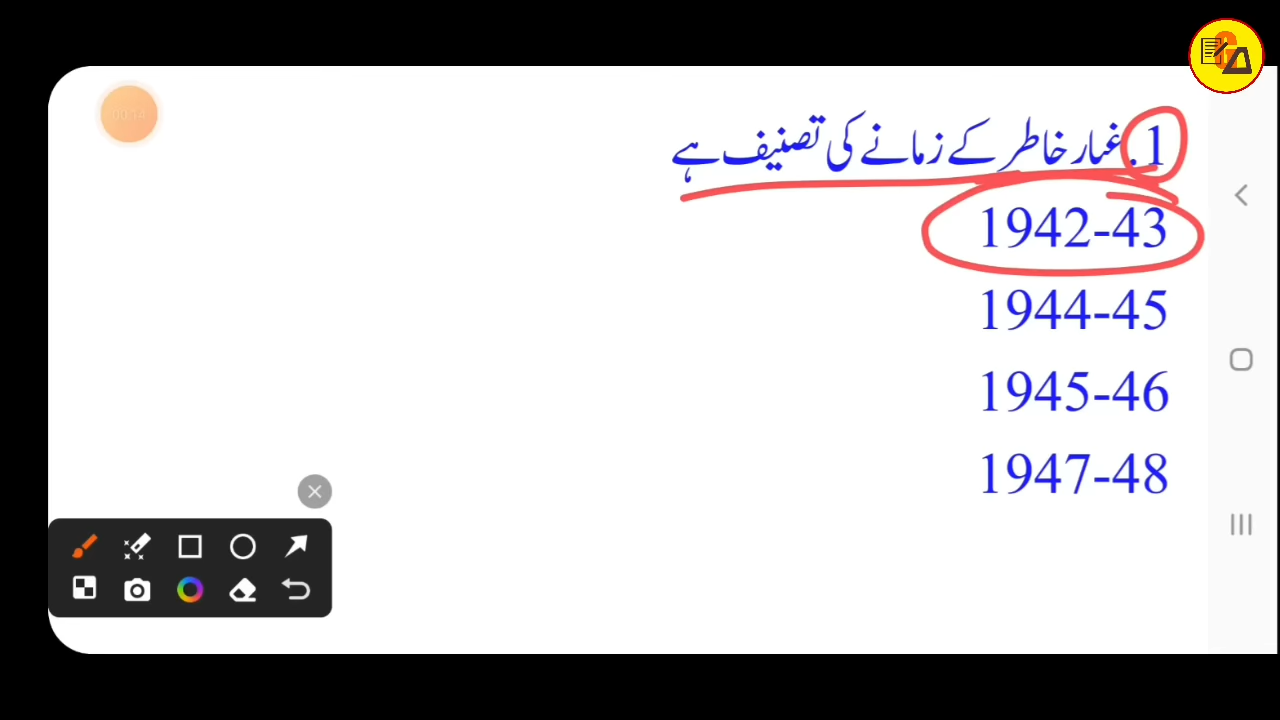 1. غبار خاطر کے زمانے کی تصنیف ہے
1942-43
1944-45
1945-46
1947-48